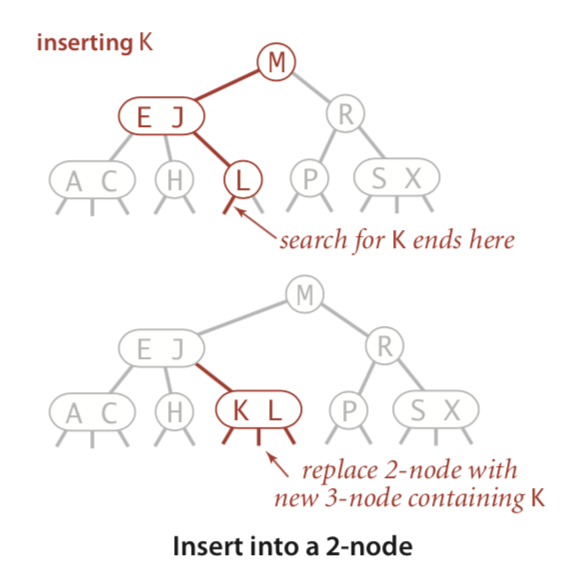 inserting K
M
E J
R
A C
H
L
P
S X
search for K ends here
M
E J
R
A C
H
K L
P
S X
replace 2-node with
new 3-node containing K
Insert into a 2-node